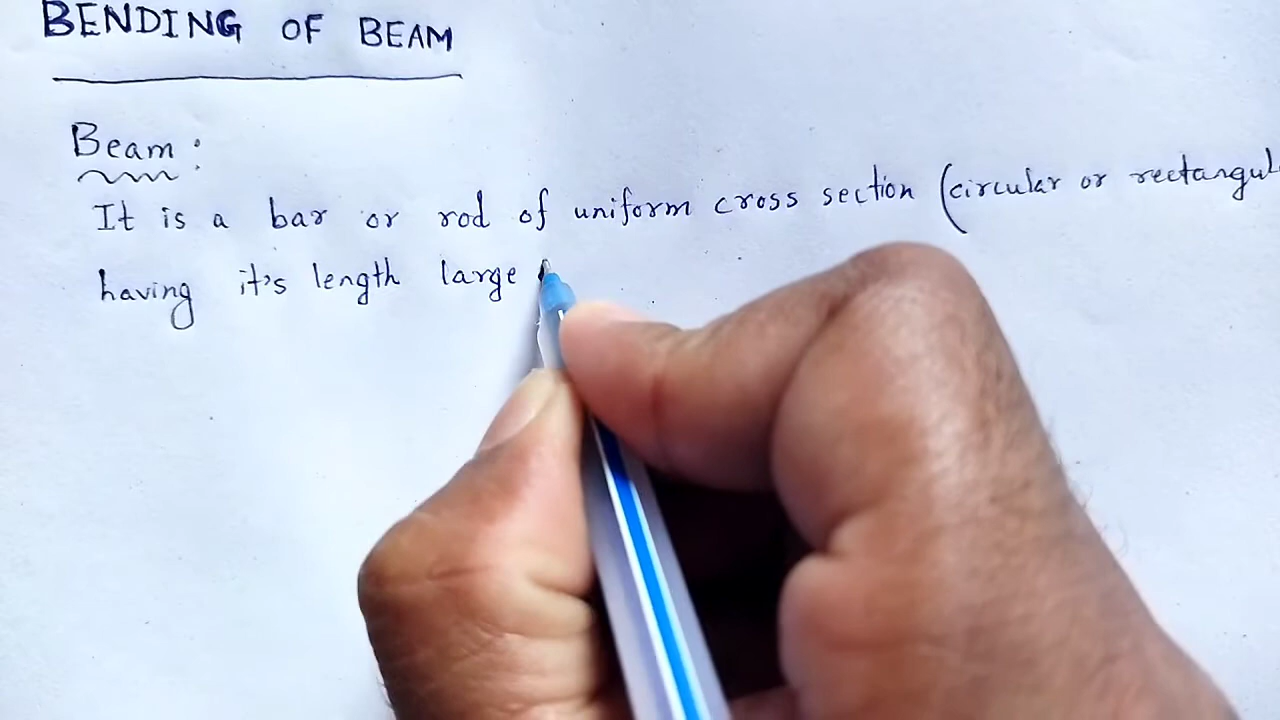 BENDING OF BEAM
Beam :
It is a bar or rod of uniform cross section (circular or rectangul
having it's length large